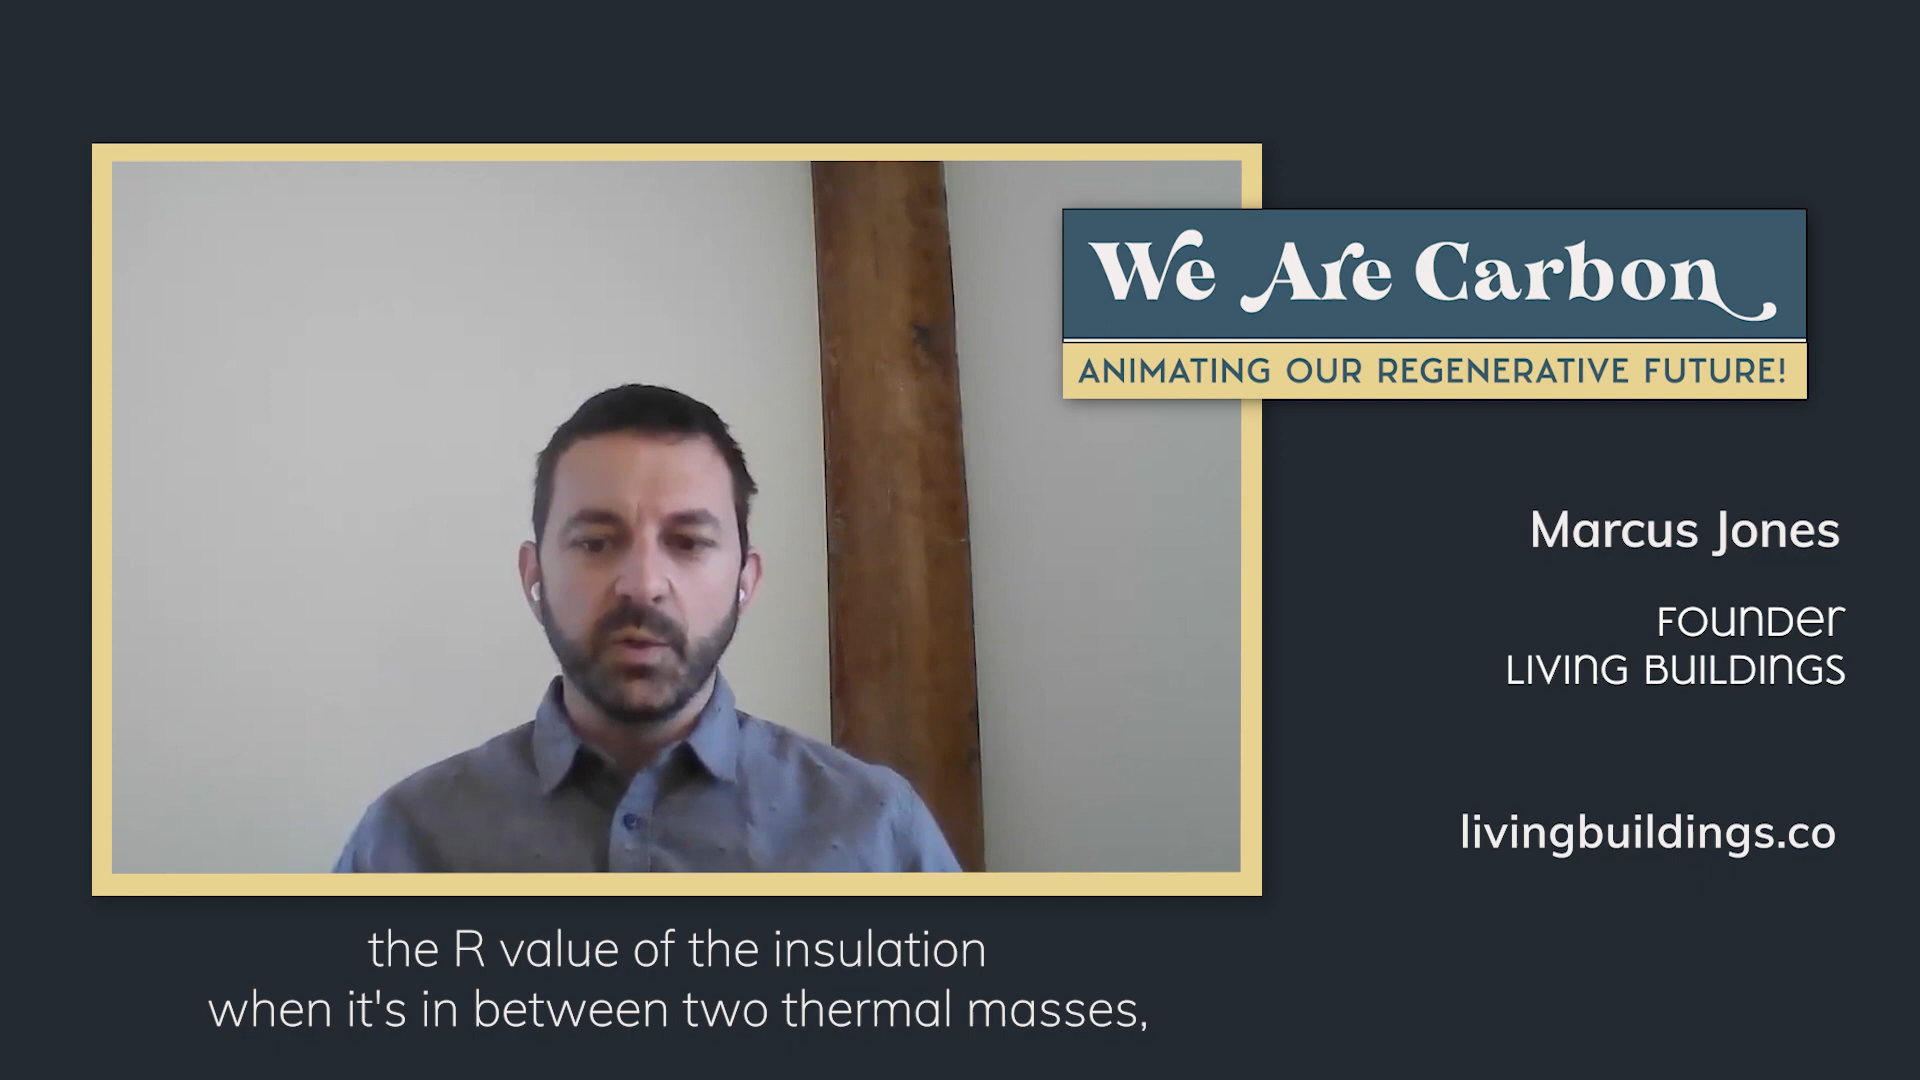 We Are Carbon
ANIMATING OUR REGENERATIVE FUTURE!
Marcus Jones
FOUNDER
LIVING BUILDINGS
livingbuildings.co
the R value of the insulation
when it's in between two thermal masses,